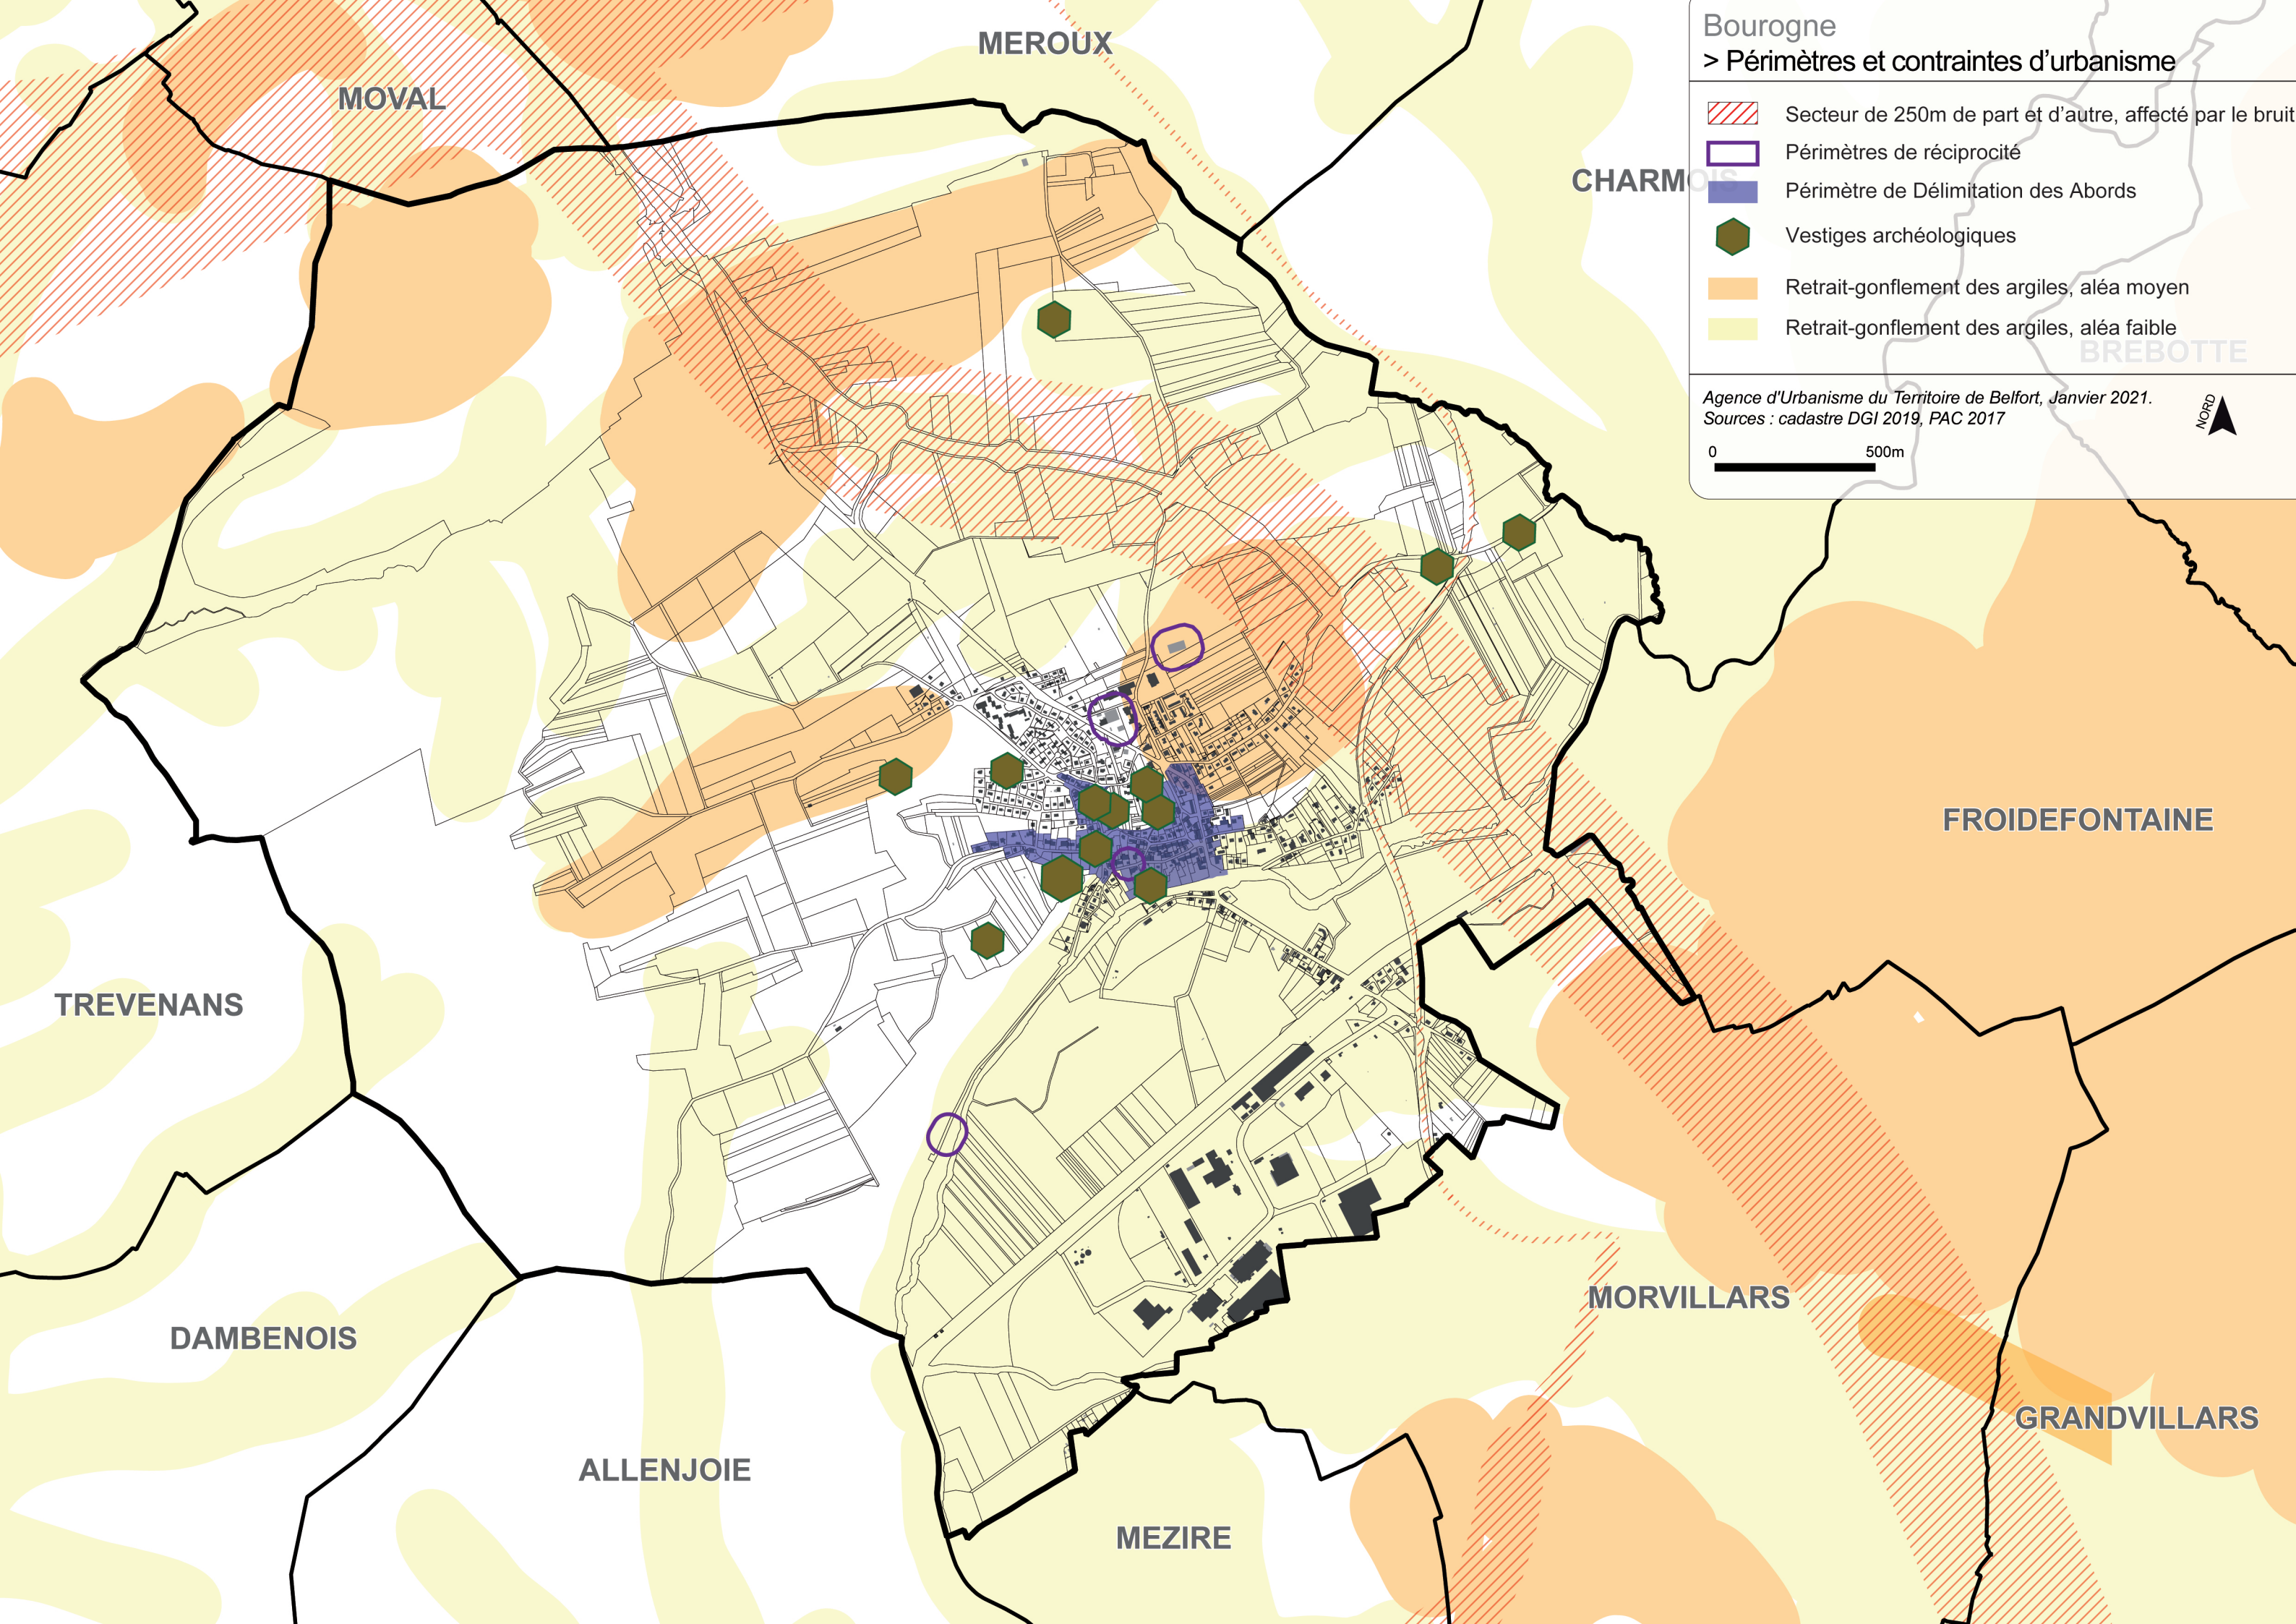 Bourogne
> Périmètres et contraintes d'urbanisme
Secteur de 250m de part et d'autre, affecté par le bruit
Périmètres de réciprocité
Périmètre de Délimitation des Abords
Vestiges archéologiques
Retrait-gonflement des argiles, aléa moyen
Retrait-gonflement des argiles, aléa faible
Agence d'Urbanisme du Territoire de Belfort, Janvier 2021.
Sources : cadastre DGI 2019, PAC 2017
NORD
0 500m
MEROUX
MOVAL
CHARMOIS
BREBOTTE
FROIDEFONTAINE
TREVENANS
MORVILLARS
DAMBENOIS
GRANDVILLARS
ALLENJOIE
MEZIRE